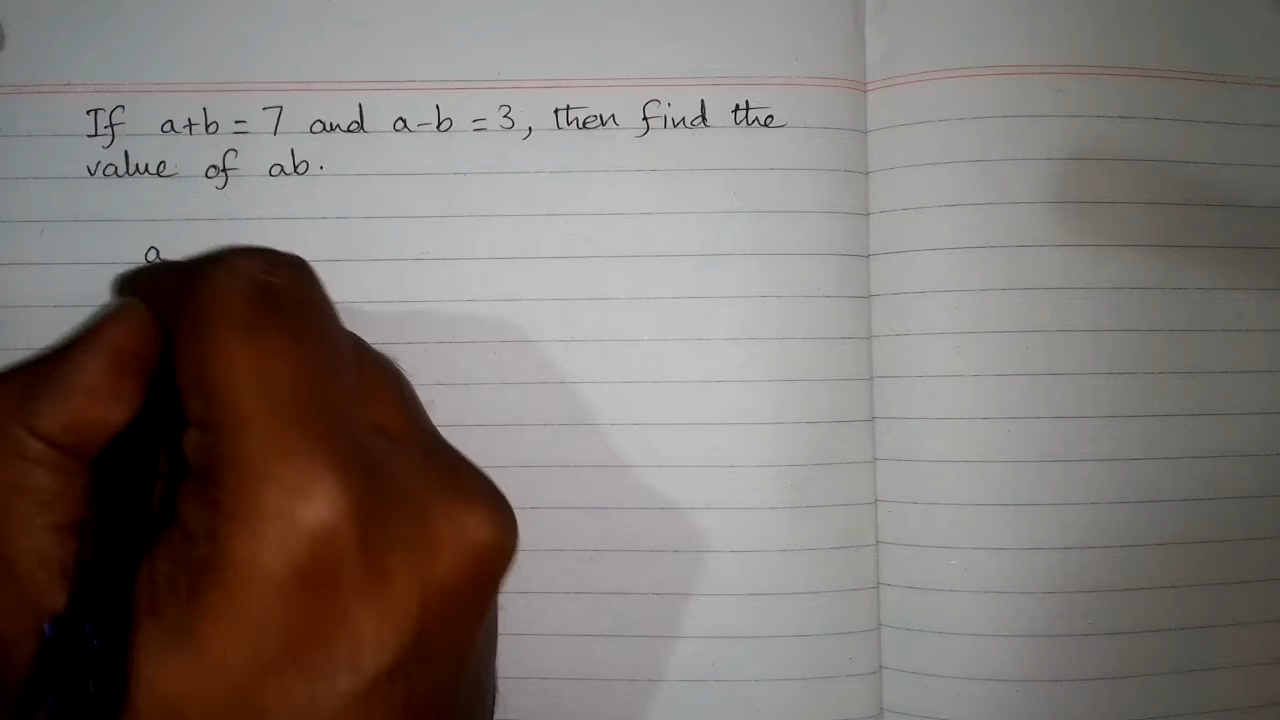 If a+b = 7 and a-b = 3, then find the
value of ab.
a